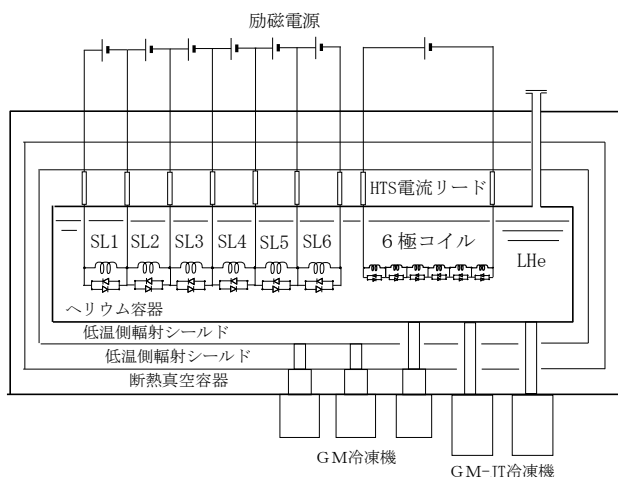 励磁電源
HTS電流リード
SL1 SL2 SL3 SL4 SL5 SL6 6極コイル
LHe
ヘリウム容器
低温側輻射シールド
低温側輻射シールド
断熱真空容器
GM冷凍機
GM-JT冷凍機